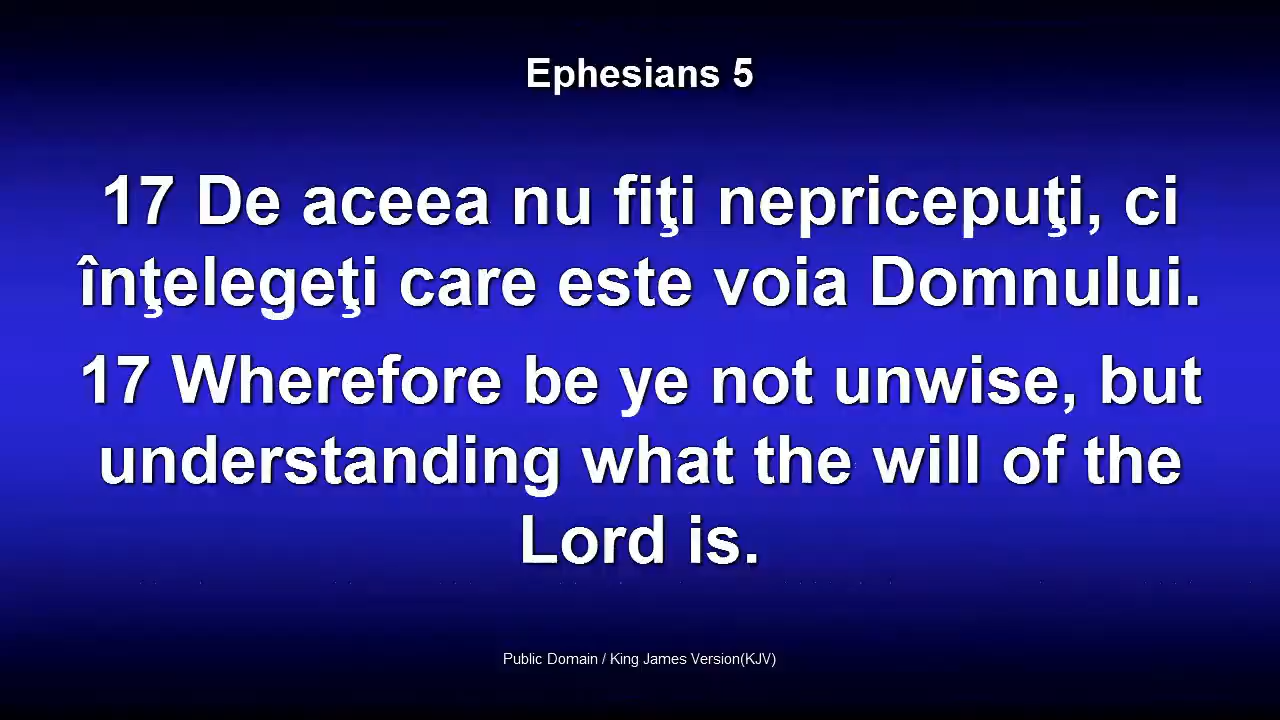 Ephesians 5
17 De aceea nu fiţi nepricepuţi, ci
înţelegeţi care este voia Domnului.
17 Wherefore be ye not unwise, but
understanding what the will of the
Lord is.
Public Domain / King James Version(KJV)